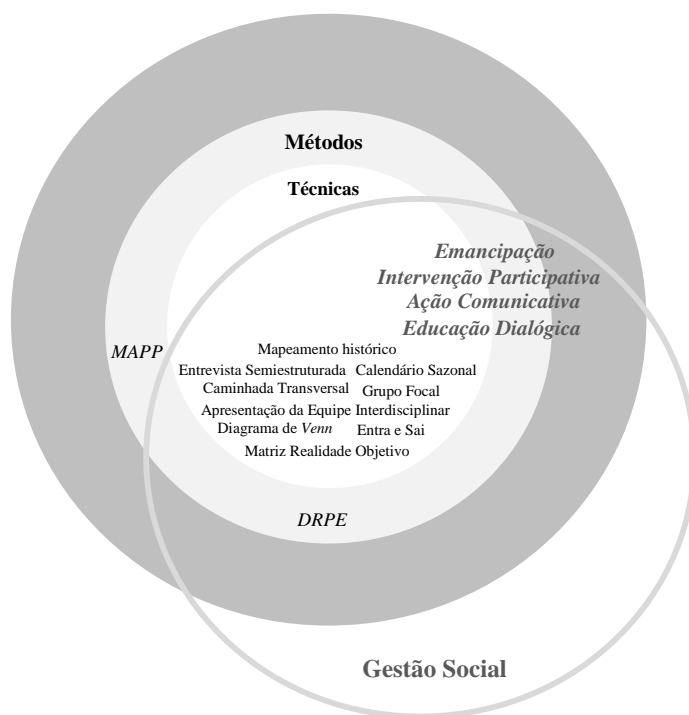 Métodos
Técnicas
Emancipação
Intervenção Participativa
Ação Comunicativa
Educação Dialógica
MAPP
Mapeamento histórico
Entrevista Semiestruturada Calendário Sazonal
Caminhada Transversal Grupo Focal
Apresentação da Equipe Interdisciplinar
Diagrama de Venn Entra e Sai
Matriz Realidade Objetivo
DRPE
Gestão Social